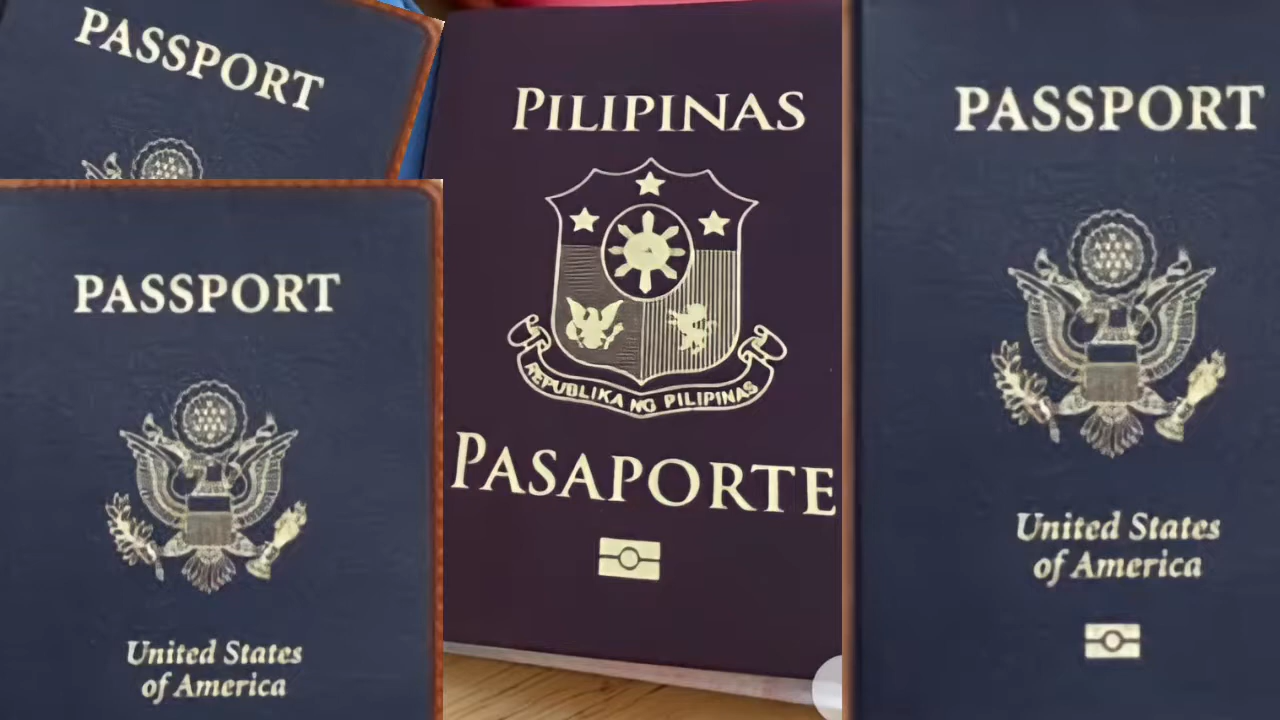 PASSPORT
PASSPORT
United States
of America
PILIPINAS
REPUBLIKA NG PILIPINAS
PASAPORTE
PASSPORT
United States
of America